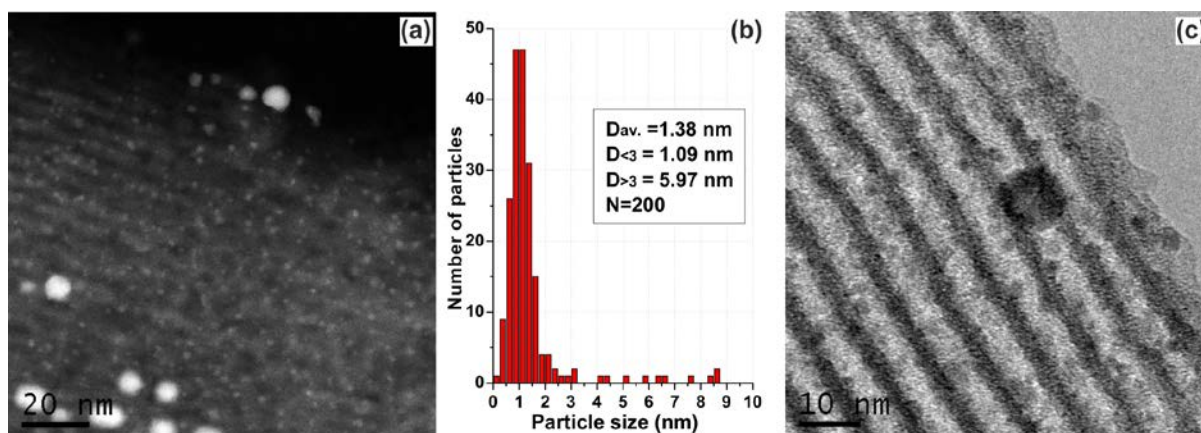 (a)
20 nm
(b)
50
40
30
20
10
0
Number of particles
Dav. =1.38 nm
D<3 = 1.09 nm
D>3 = 5.97 nm
N=200
0 1 2 3 4 5 6 7 8 9 10
Particle size (nm)
(c)
10 nm